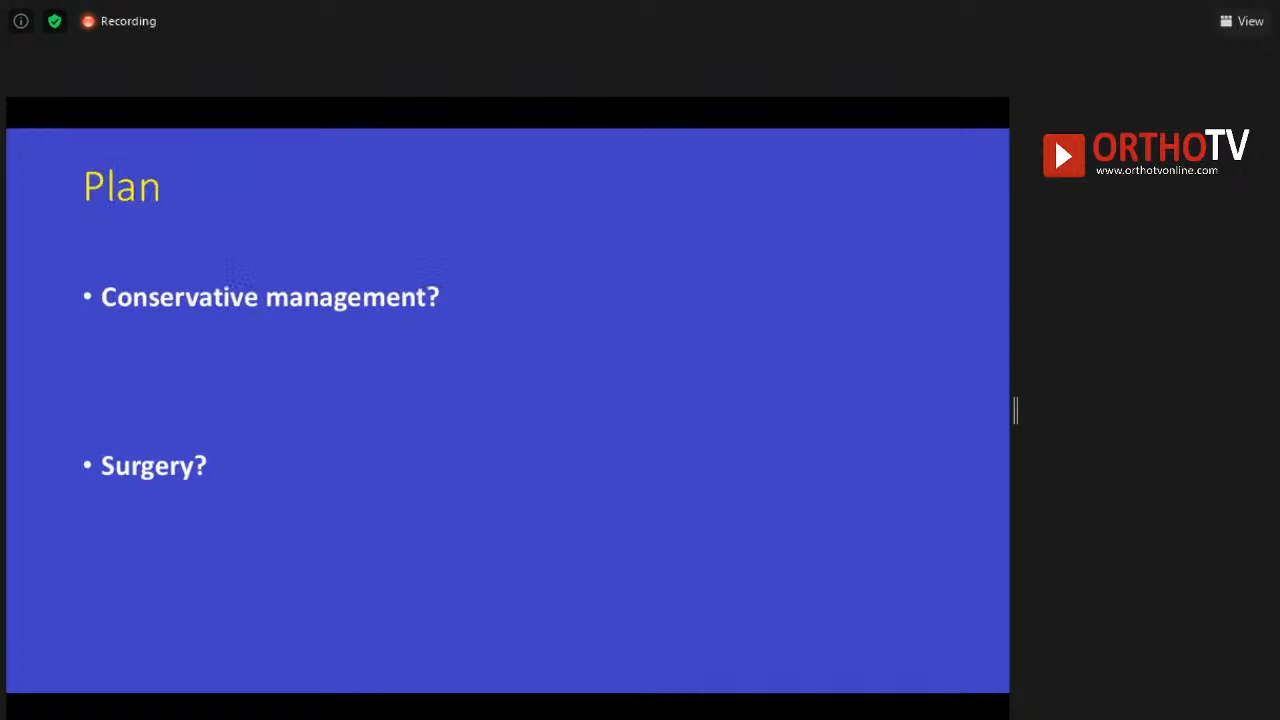 Recording
View
ORTHOTV
www.orthotvonline.com
Plan
• Conservative management?
• Surgery?